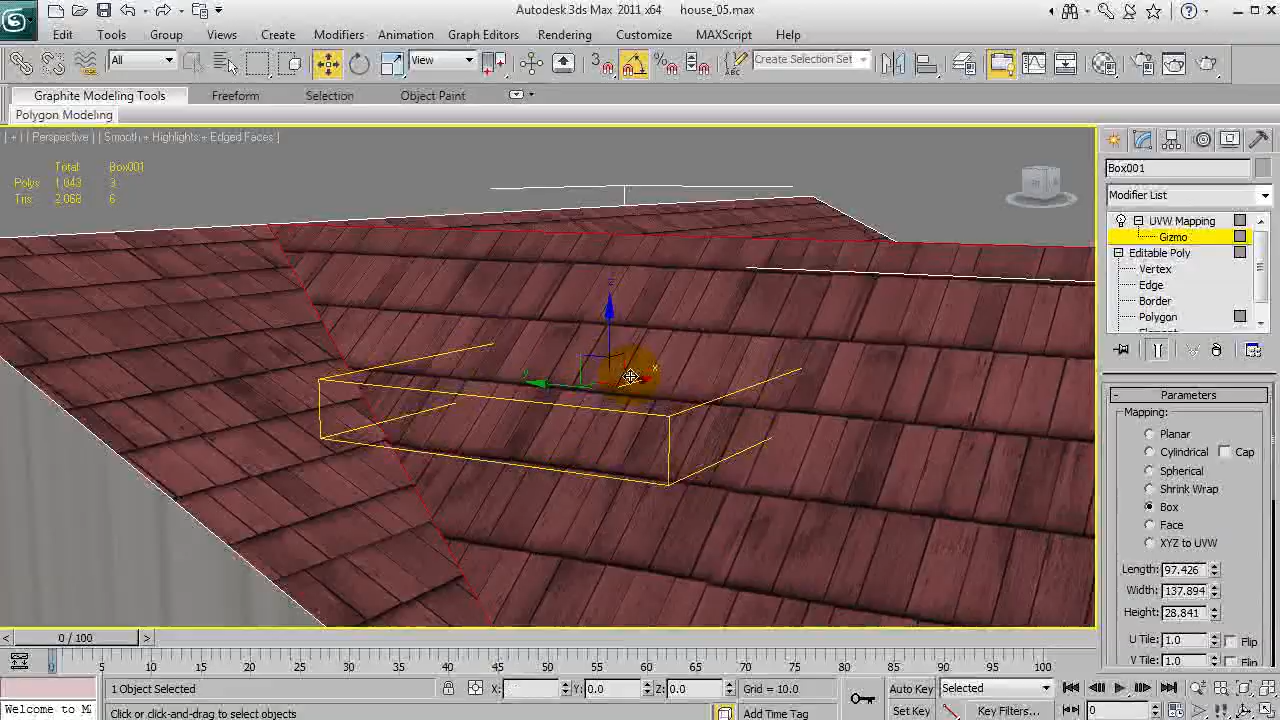 Autodesk 3ds Max 2011 x64 house_05.max
Edit Tools Group Views Create Modifiers Animation Graph Editors Rendering Customize MAXScript Help
All View Create Selection Set
Graphite Modeling Tools Freeform Selection Object Paint
Polygon Modeling
[ + ] [ Perspective ] [ Smooth + Highlights + Edged Faces ]
Total Box001
Polys 1,043 3
Tris 2,068 6
z
y
x
Box001
Modifier List
UVW Mapping
Gizmo
Editable Poly
Vertex
Edge
Border
Polygon
Element
- Parameters
Mapping:
Planar
Cylindrical Cap
Spherical
Shrink Wrap
Box
Face
XYZ to UVW
Length: 97.426
Width: 137.894
Height: 28.841
U Tile: 1.0 Flip
V Tile: 1.0 Flip
< 0 / 100 >
0 5 10 15 20 25 30 35 40 45 50 55 60 65 70 75 80 85 90 95 100
1 Object Selected X: Y: 0.0 Z: 0.0 Grid = 10.0 Auto Key Selected
Welcome to M Click or click-and-drag to select objects Add Time Tag Set Key Key Filters... 0